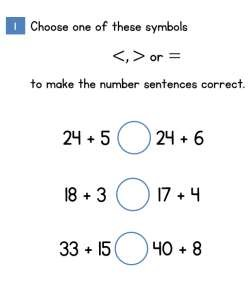 1 Choose one of these symbols
<, > or =
to make the number sentences correct.
24 + 5 24 + 6
18 + 3 17 + 4
33 + 15 40 + 8